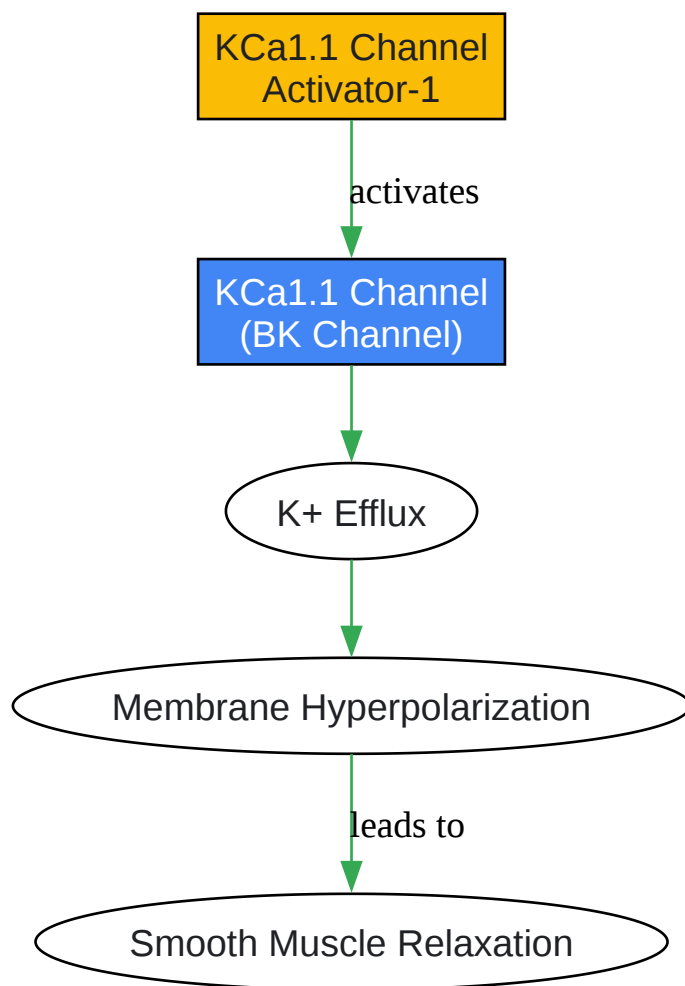 KCa1.1 Channel
Activator-1
activates
KCa1.1 Channel
(BK Channel)
K+ Efflux
Membrane Hyperpolarization
leads to
Smooth Muscle Relaxation